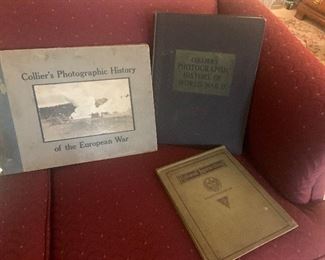 Collier's Photographic History
of the European War
COLLIER'S
PHOTOGRAPHIC
HISTORY OF
WORLD WAR II